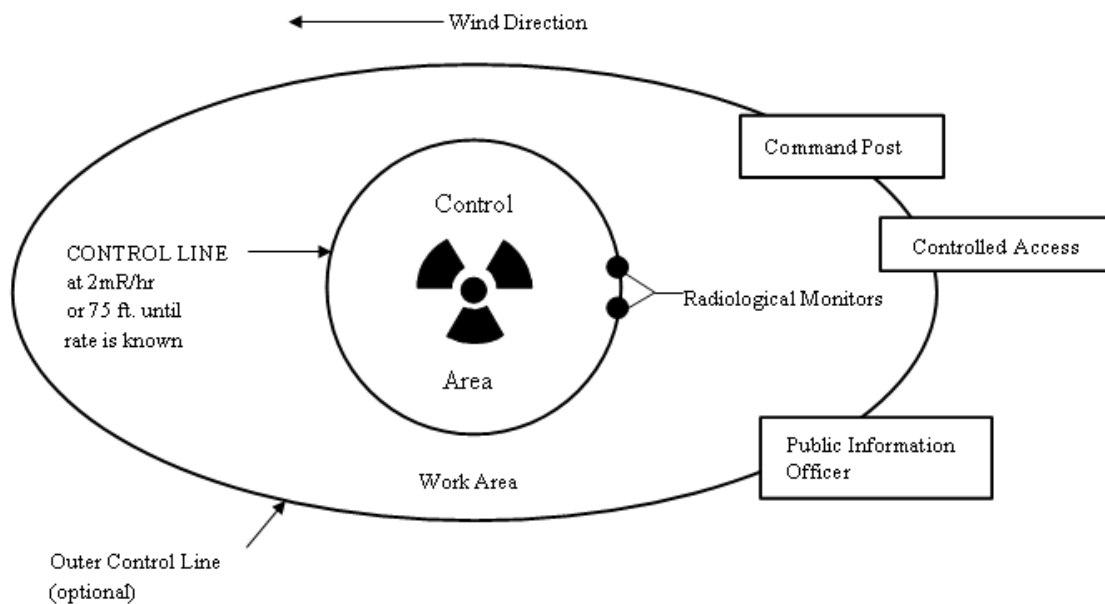 Wind Direction
Command Post
Control
Controlled Access
CONTROL LINE
at 2mR/hr
or 75 ft. until
rate is known
Radiological Monitors
Area
Public Information
Officer
Work Area
Outer Control Line
(optional)